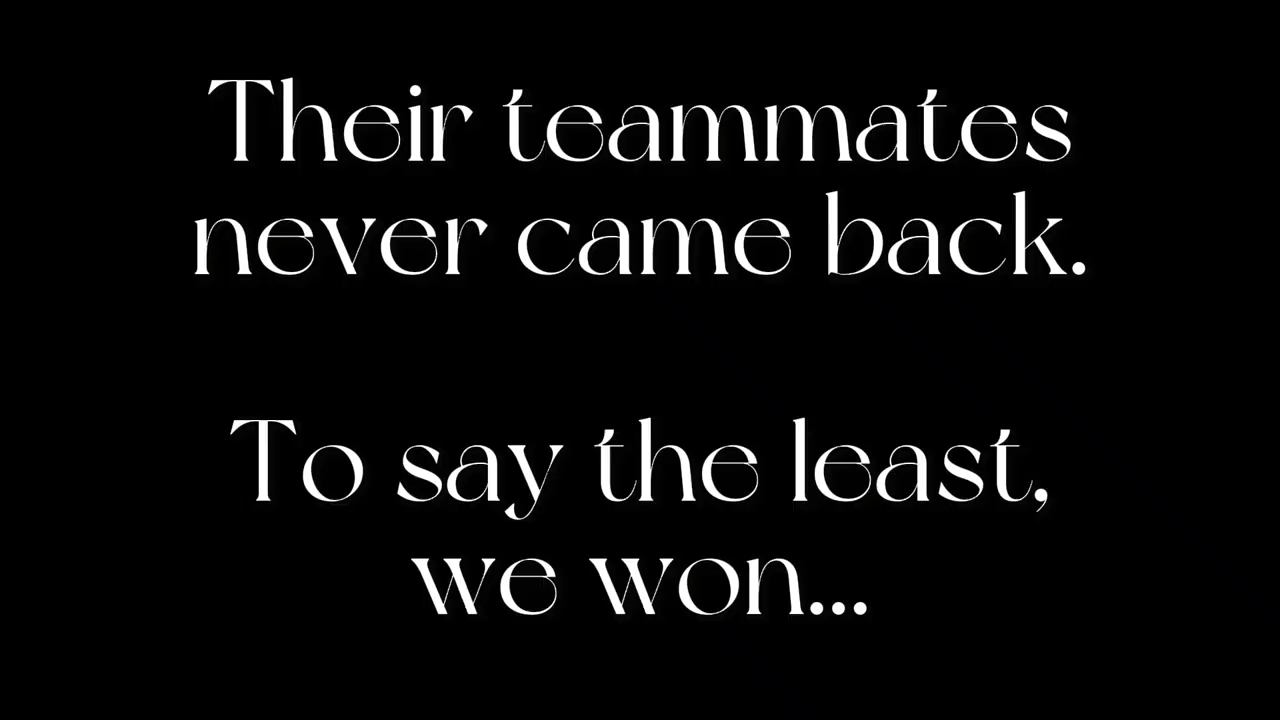 Their teammates
never came back.
To say the least,
we won...